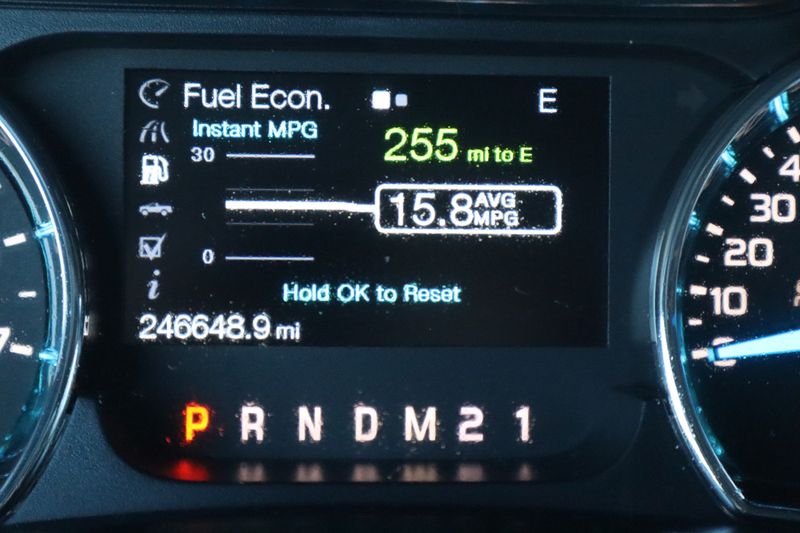 Fuel Econ. E
Instant MPG
30
255 mi to E
15.8 AVG MPG
0
Hold OK to Reset
i
246648.9 mi
P R N D M 2 1
30
20
10
0